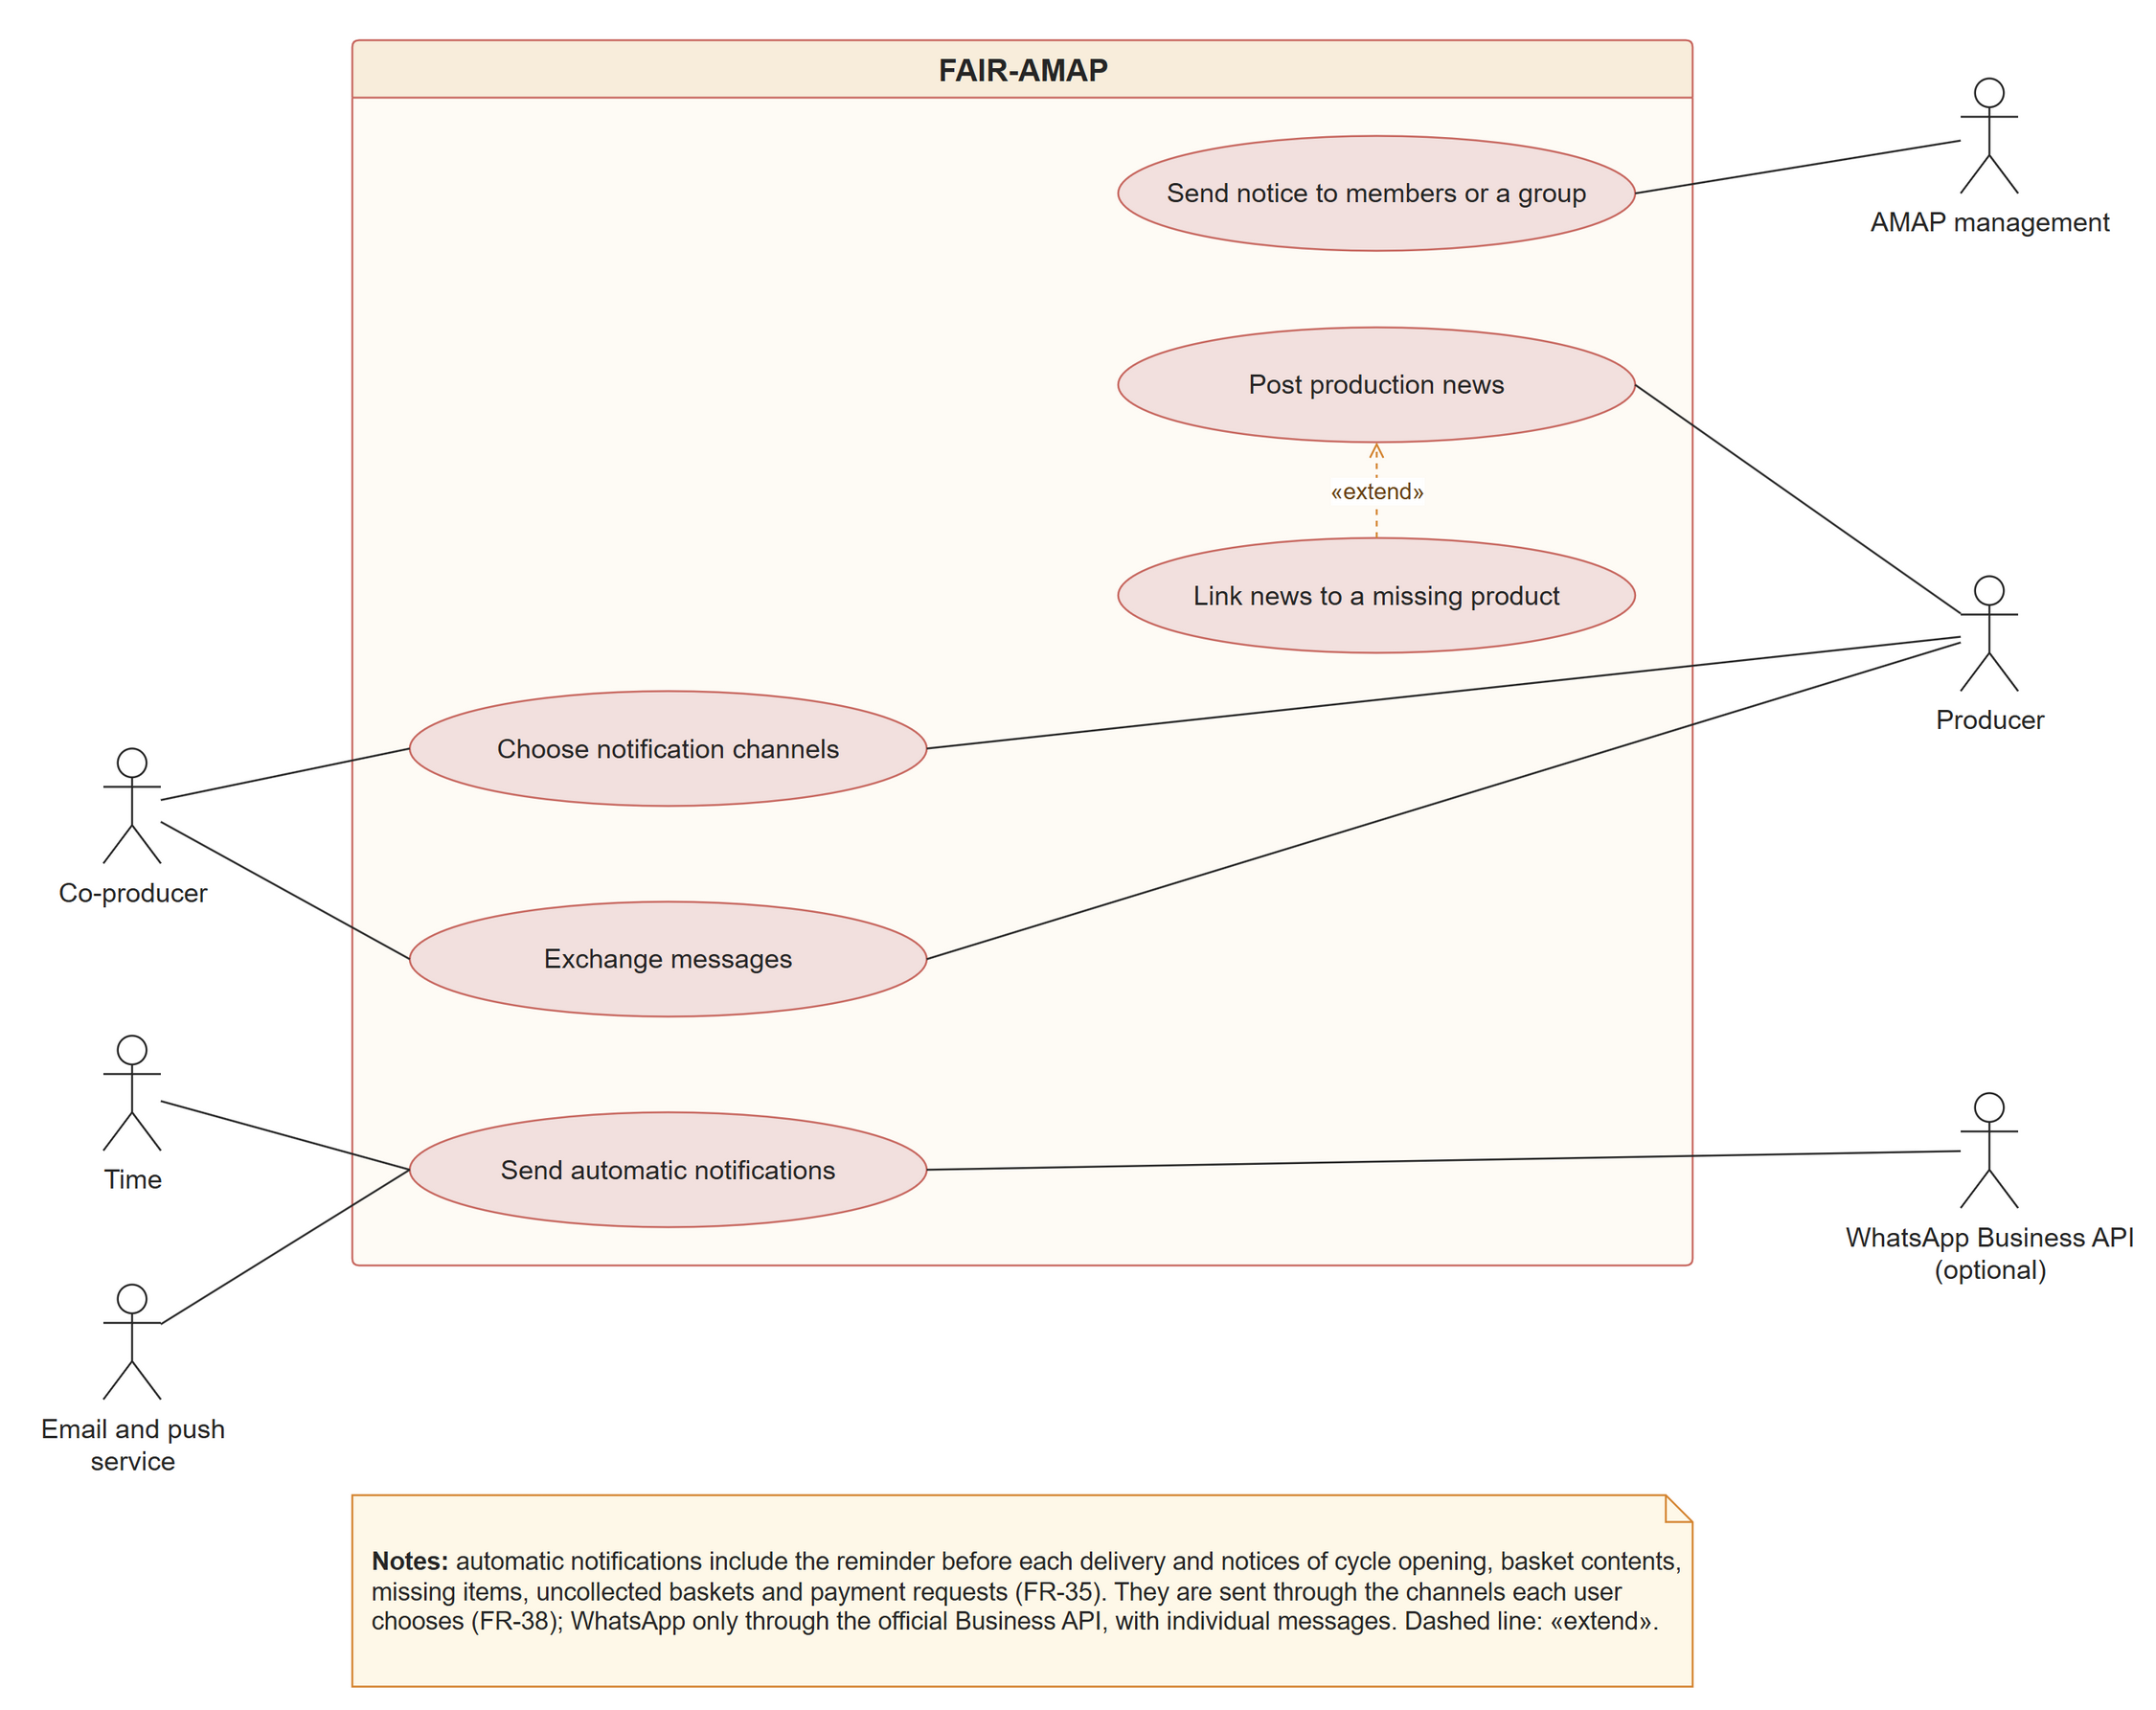 FAIR-AMAP
Send notice to members or a group
AMAP management
Post production news
«extend»
Link news to a missing product
Producer
Choose notification channels
Co-producer
Exchange messages
Time
Send automatic notifications
WhatsApp Business API
(optional)
Email and push
service
Notes: automatic notifications include the reminder before each delivery and notices of cycle opening, basket contents,
missing items, uncollected baskets and payment requests (FR-35). They are sent through the channels each user
chooses (FR-38); WhatsApp only through the official Business API, with individual messages. Dashed line: «extend».